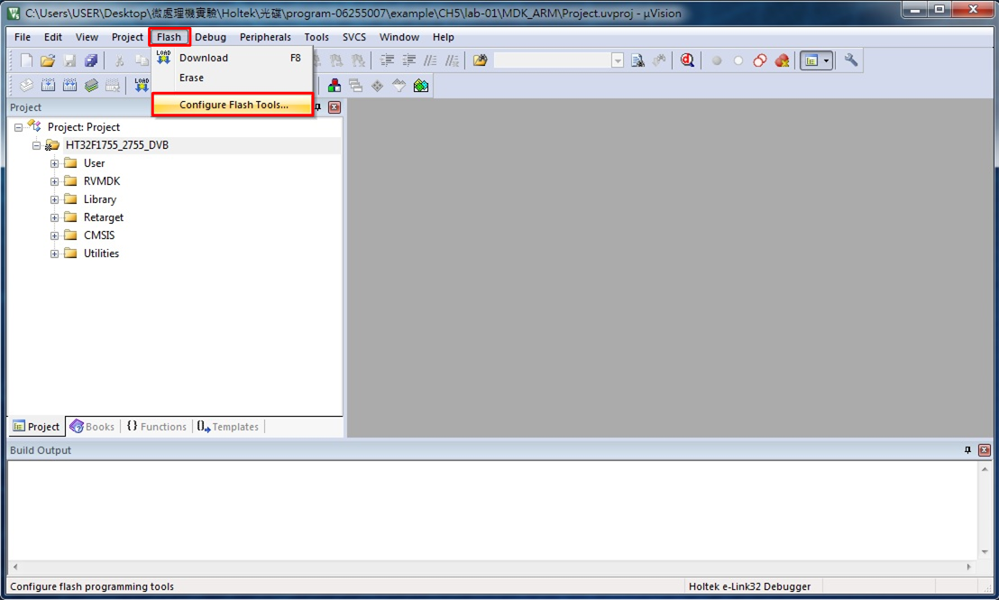 C:\Users\USER\Desktop\微處理機實驗\Holtek\光碟\program-06255007\example\CH5\lab-01\MDK_ARM\Project.uvproj - µVision
File Edit View Project Flash Debug Peripherals Tools SVCS Window Help
LOAD Download F8
Erase
LOAD
Configure Flash Tools...
Project
Project: Project
HT32F1755_2755_DVB
User
RVMDK
Library
Retarget
CMSIS
Utilities
Project Books {} Functions Templates
Build Output
Configure flash programming tools Holtek e-Link32 Debugger